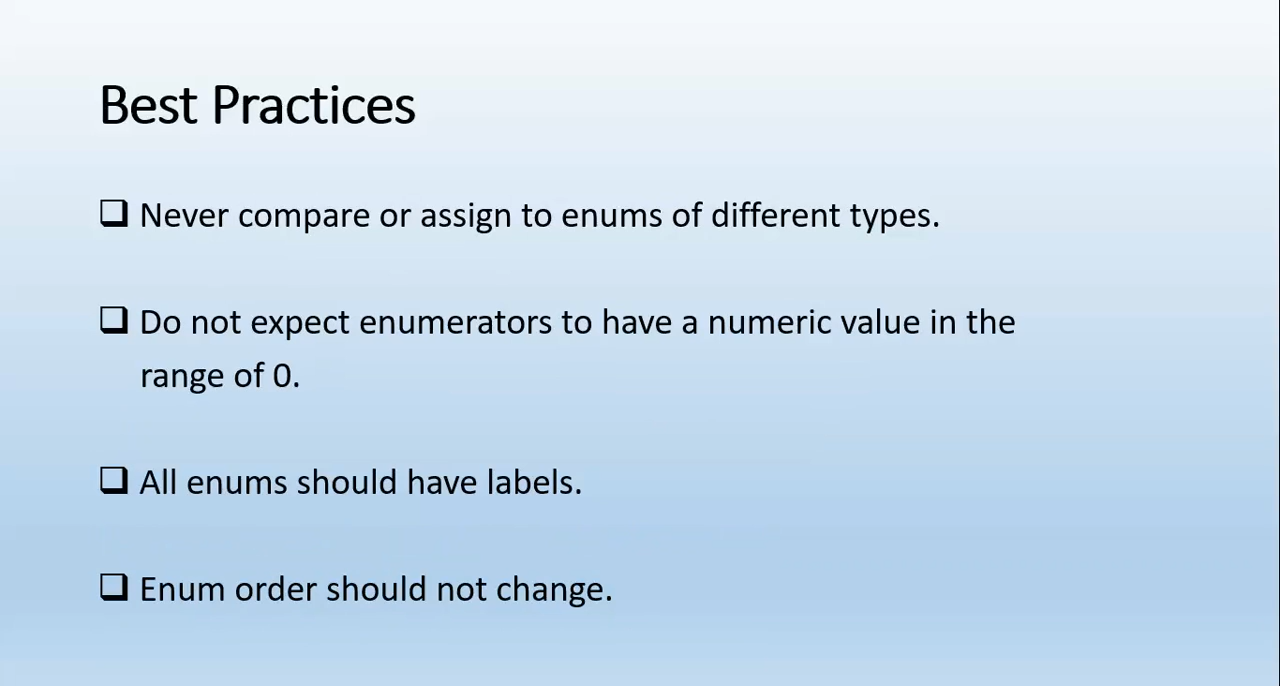 Best Practices
❑ Never compare or assign to enums of different types.
❑ Do not expect enumerators to have a numeric value in the
range of 0.
❑ All enums should have labels.
❑ Enum order should not change.